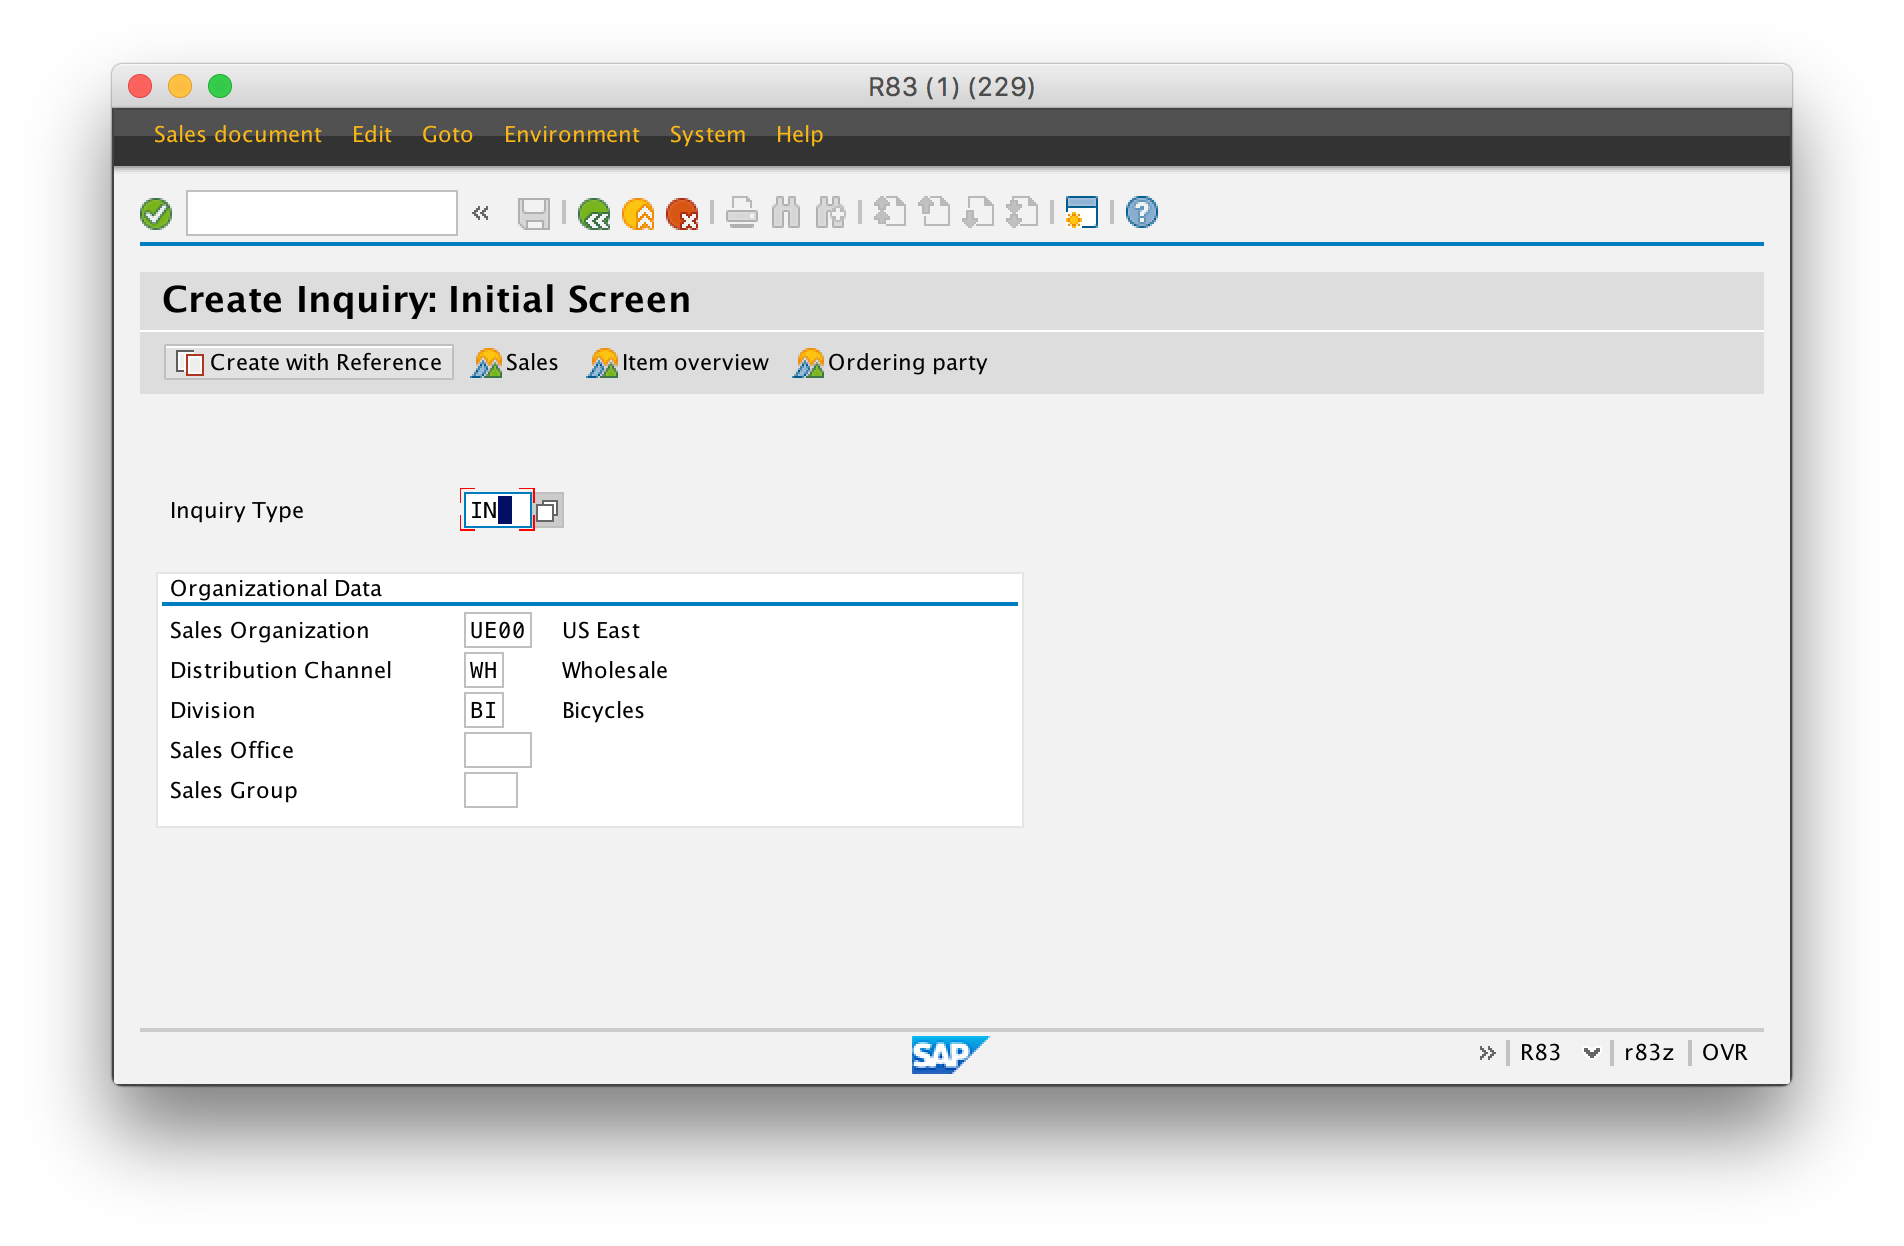 R83 (1) (229)
Sales document Edit Goto Environment System Help
Create Inquiry: Initial Screen
Create with Reference Sales Item overview Ordering party
Inquiry Type IN
Organizational Data
Sales Organization UE00 US East
Distribution Channel WH Wholesale
Division BI Bicycles
Sales Office
Sales Group
SAP R83 r83z OVR